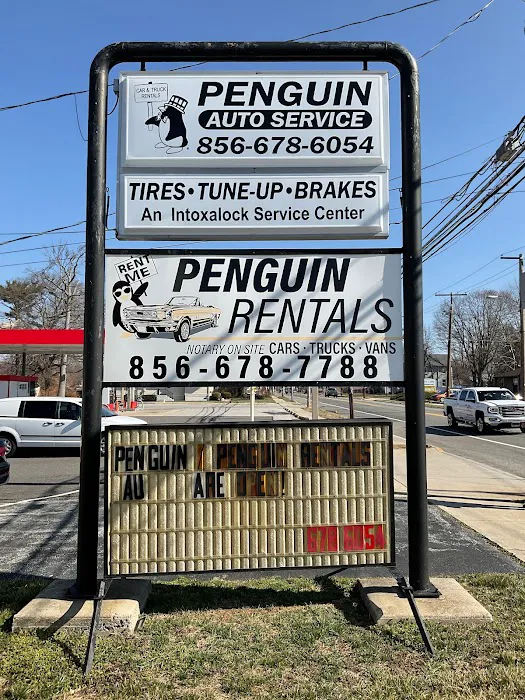 CAR & TRUCK
RENTALS
PENGUIN
AUTO SERVICE
856-678-6054
TIRES•TUNE-UP•BRAKES
An Intoxalock Service Center
RENT
ME
PENGUIN
RENTALS
NOTARY ON SITE CARS • TRUCKS • VANS
856-678-7788
PENGUIN / PENGUIN RENTALS
AU ARE OPEN!
678 6054